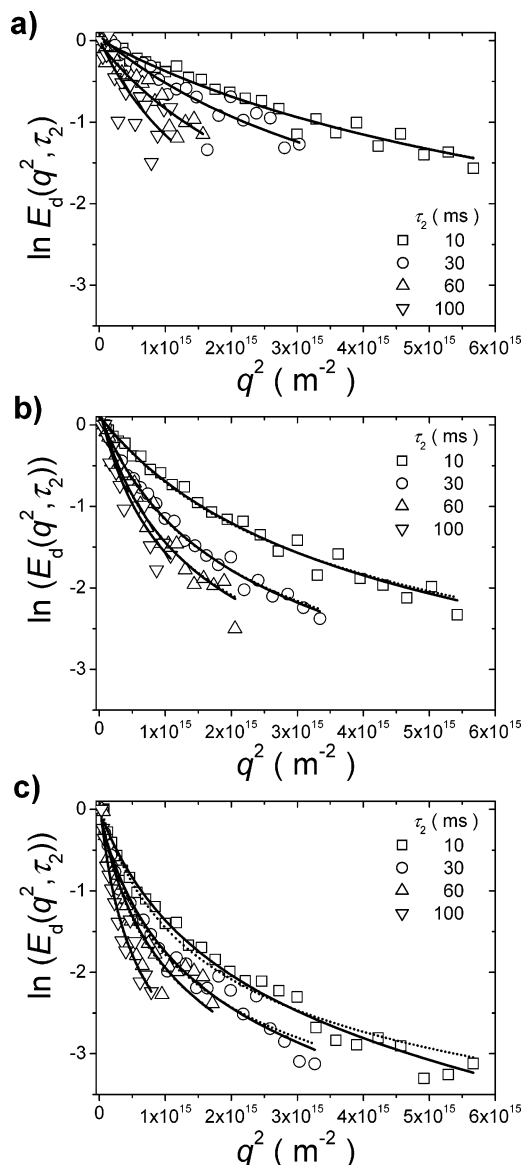 a)
0
-1
-2
-3
ln E_d(q², τ₂)
τ₂ ( ms )
□ 10
○ 30
△ 60
▽ 100
0 1x10¹⁵ 2x10¹⁵ 3x10¹⁵ 4x10¹⁵ 5x10¹⁵ 6x10¹⁵
q² ( m⁻² )
b)
0
-1
-2
-3
ln (E_d(q², τ₂))
τ₂ ( ms )
□ 10
○ 30
△ 60
▽ 100
0 1x10¹⁵ 2x10¹⁵ 3x10¹⁵ 4x10¹⁵ 5x10¹⁵ 6x10¹⁵
q² ( m⁻² )
c)
0
-1
-2
-3
ln (E_d(q², τ₂))
τ₂ ( ms )
□ 10
○ 30
△ 60
▽ 100
0 1x10¹⁵ 2x10¹⁵ 3x10¹⁵ 4x10¹⁵ 5x10¹⁵ 6x10¹⁵
q² ( m⁻² )